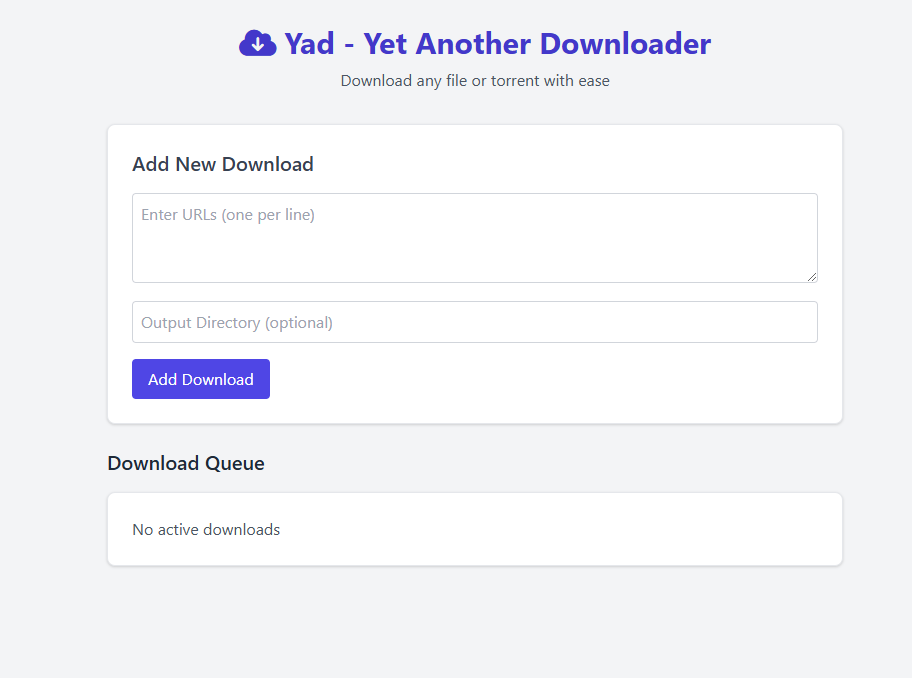 Yad - Yet Another Downloader
Download any file or torrent with ease
Add New Download
Enter URLs (one per line)
Output Directory (optional)
Add Download
Download Queue
No active downloads